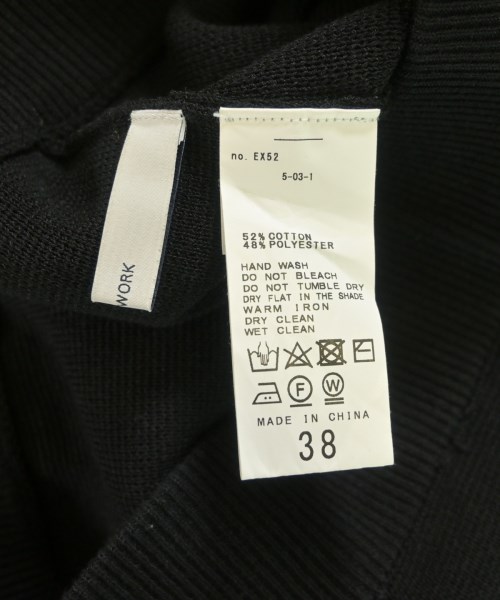 no. EX52
5-03-1
52% COTTON
48% POLYESTER
HAND WASH
DO NOT BLEACH
DO NOT TUMBLE DRY
DRY FLAT IN THE SHADE
WARM IRON
DRY CLEAN
WET CLEAN
F W
MADE IN CHINA
38
WORK